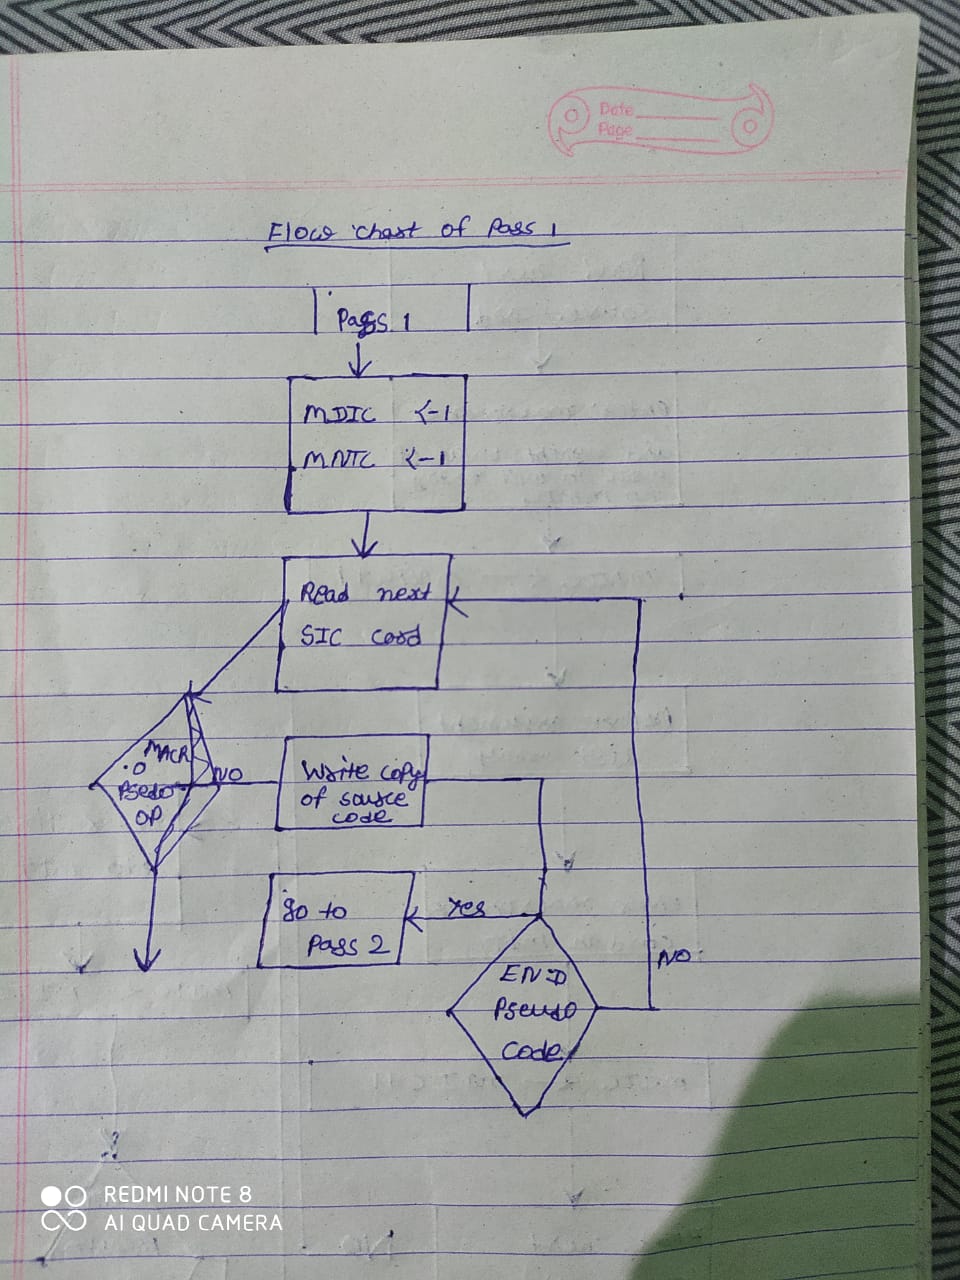 Date
Page
Flow chart of Pass 1
Pass 1
MDIC <-1
MNTC <-1
Read next
SIC card
MACR
O
Psedo
OP
NO
Write copy
of source
code
Yes
go to
Pass 2
NO
END
Pseudo
Code
REDMI NOTE 8
AI QUAD CAMERA